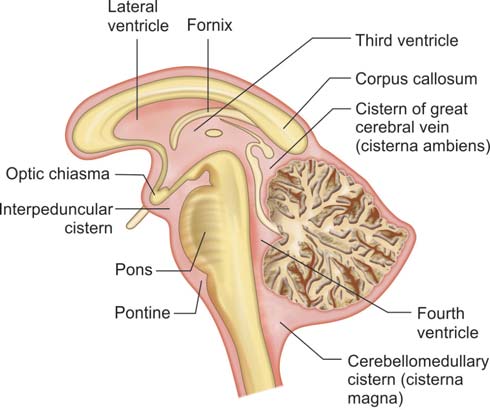 Lateral
ventricle
Fornix
Third ventricle
Corpus callosum
Cistern of great
cerebral vein
(cisterna ambiens)
Optic chiasma
Interpeduncular
cistern
Pons
Pontine
Fourth
ventricle
Cerebellomedullary
cistern (cisterna
magna)